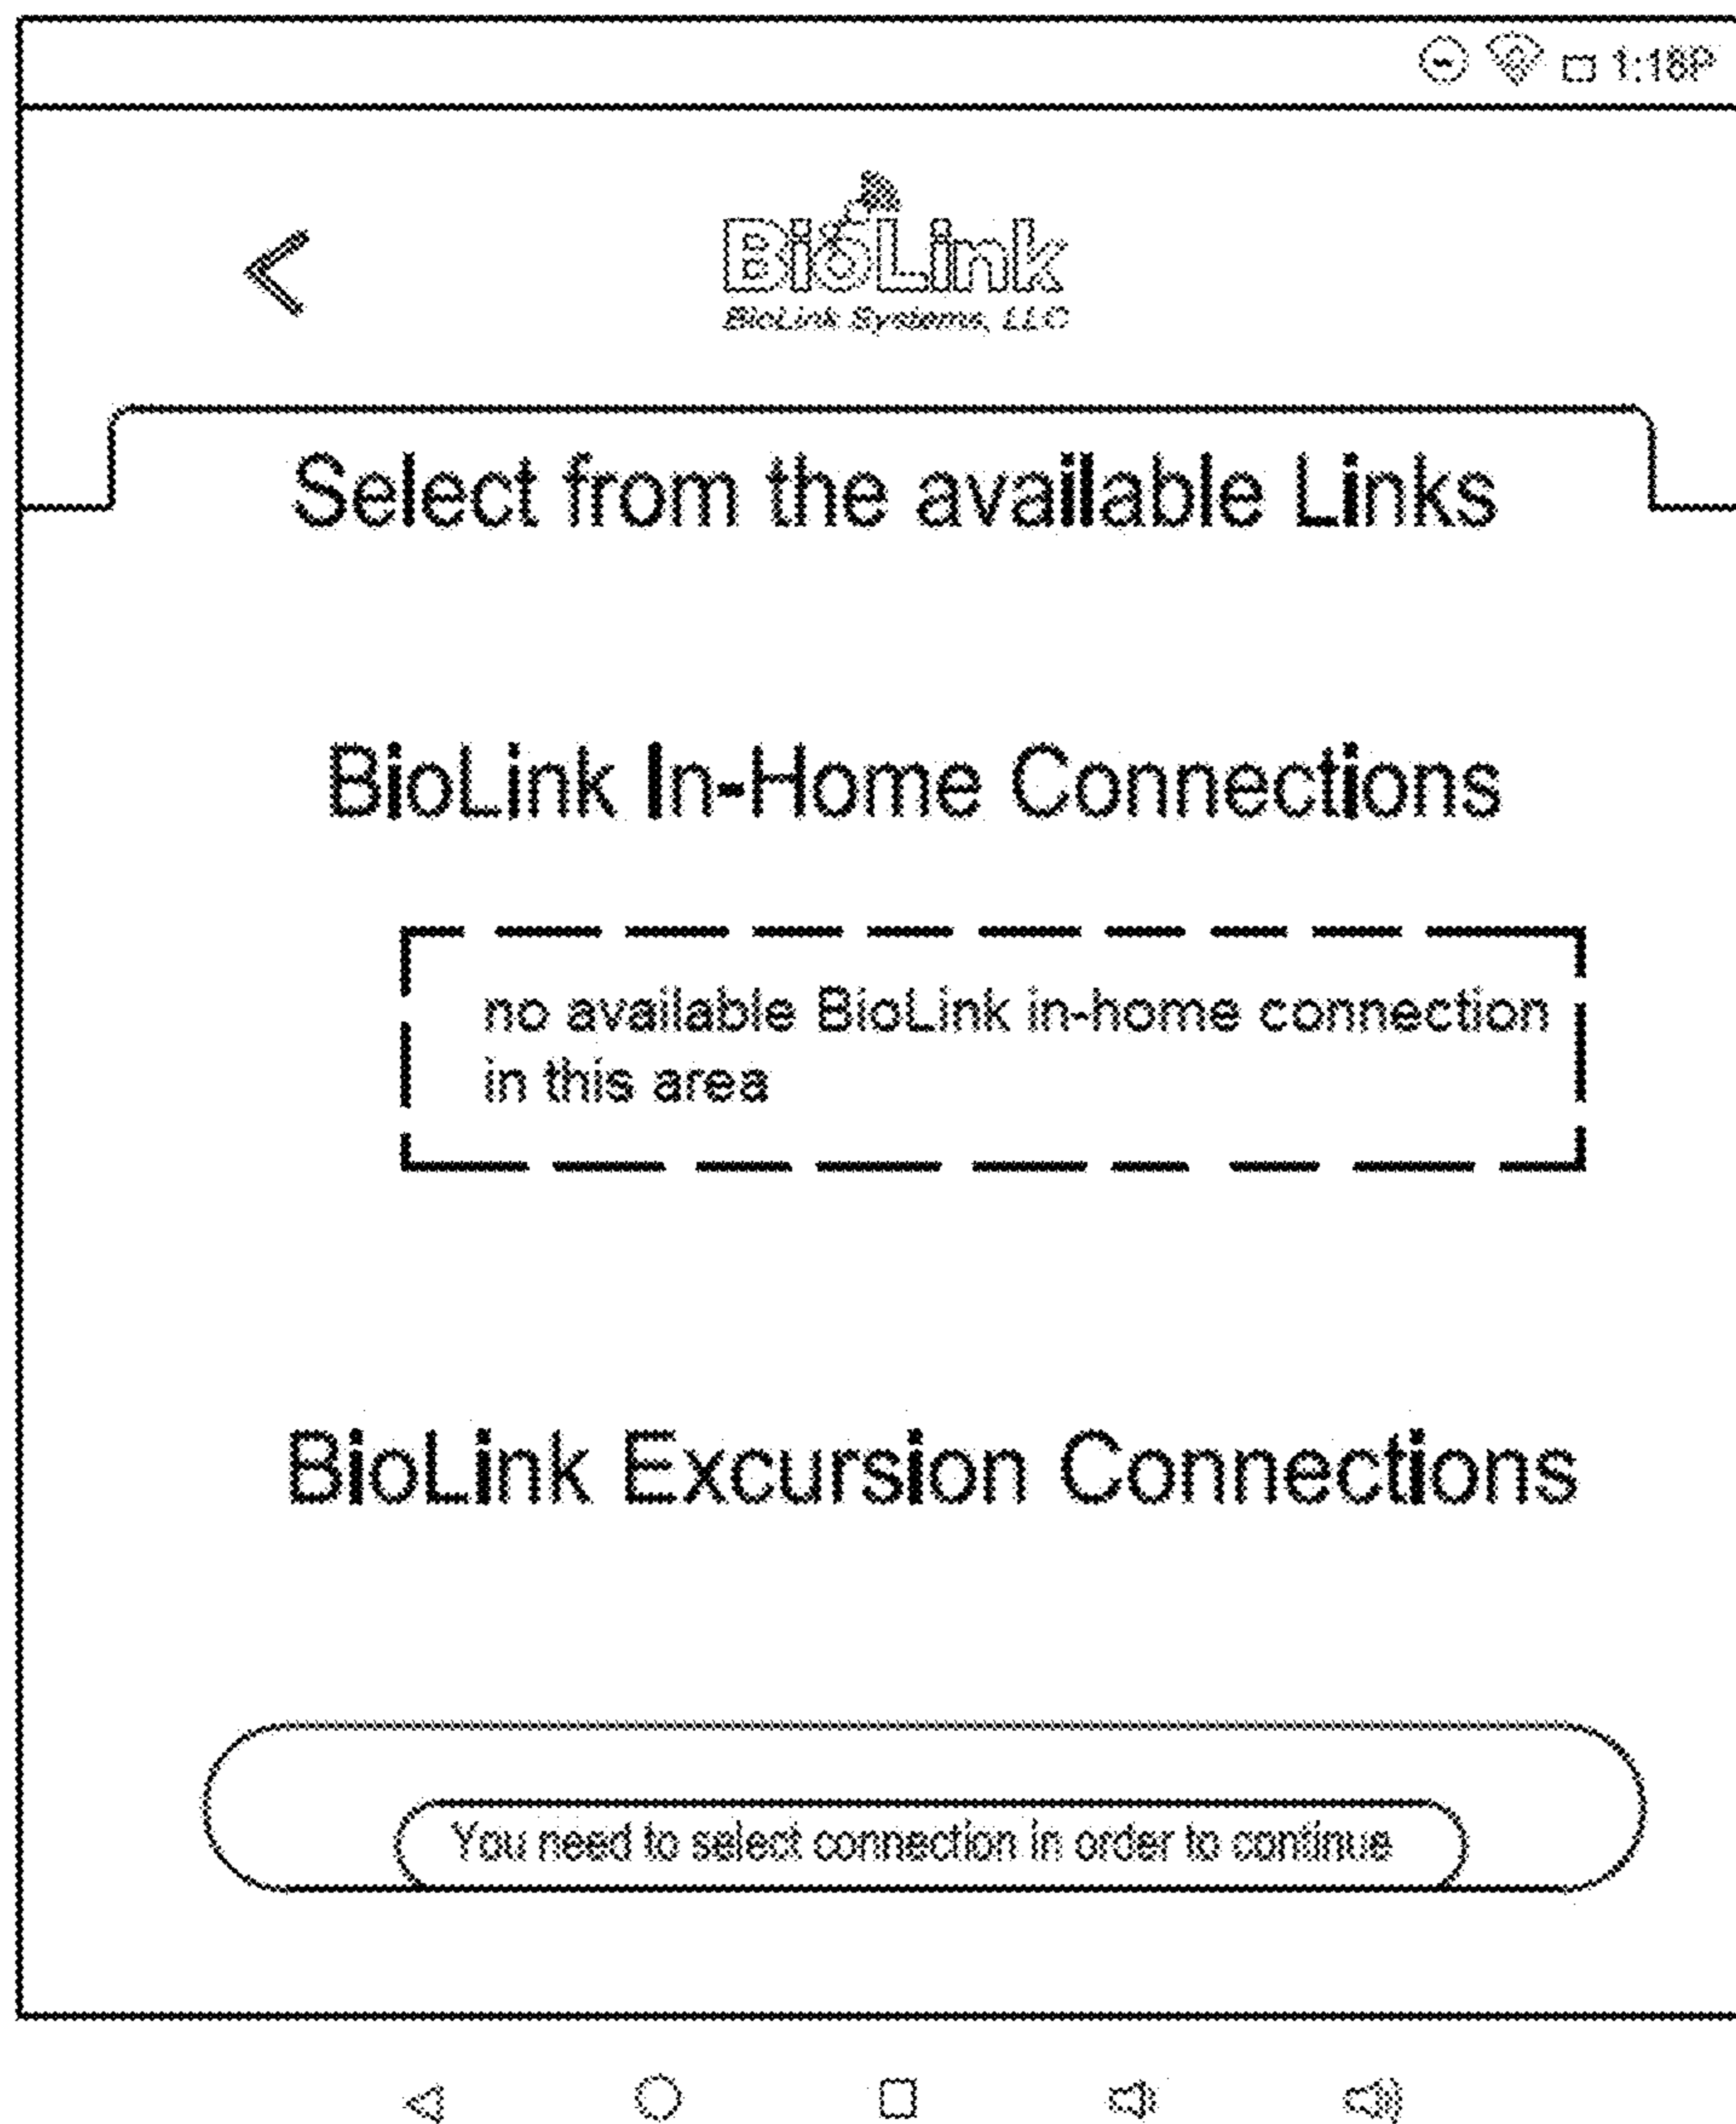 1:16P
BioLink
BioLink Systems, LLC
Select from the available Links
BioLink In-Home Connections
no available BioLink in-home connection
in this area
BioLink Excursion Connections
You need to select connection in order to continue